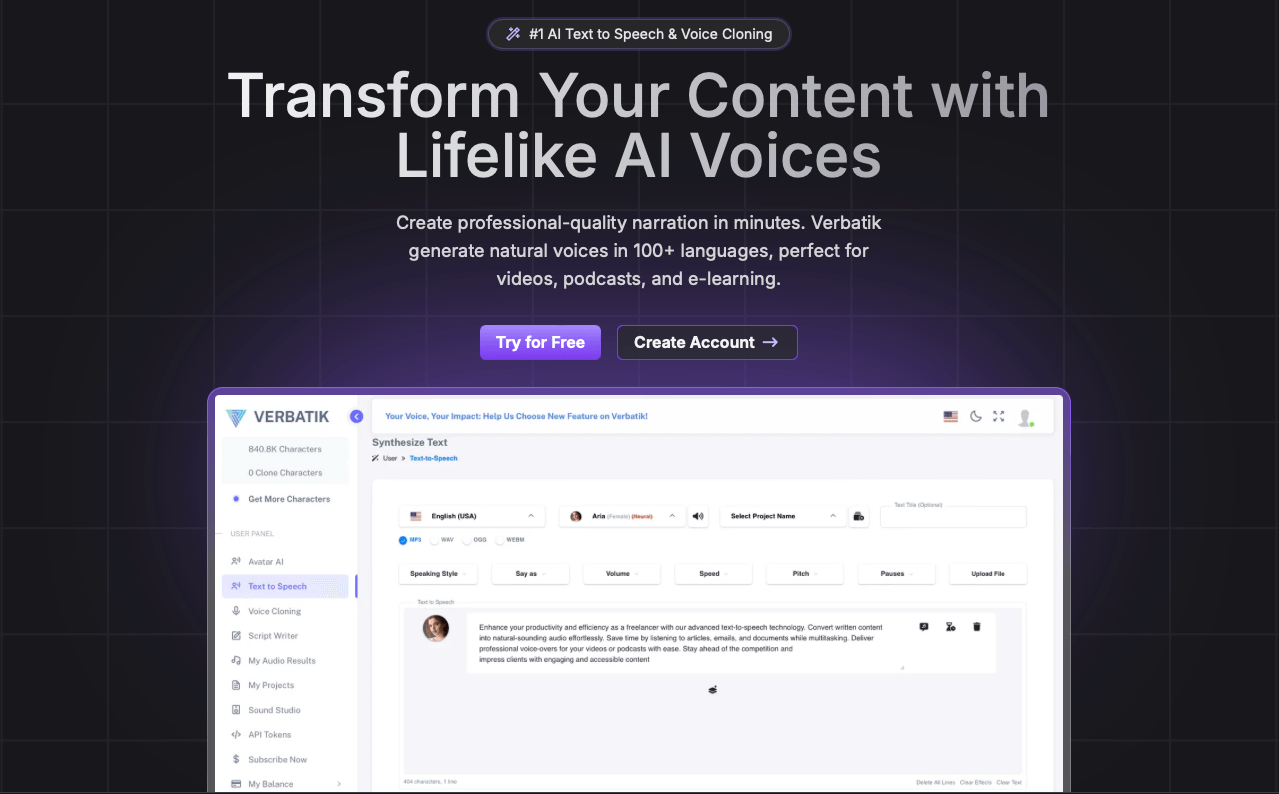 #1 AI Text to Speech & Voice Cloning
Transform Your Content with
Lifelike AI Voices
Create professional-quality narration in minutes. Verbatik
generate natural voices in 100+ languages, perfect for
videos, podcasts, and e-learning.
Try for Free
Create Account →
VERBATIK
840.8K Characters
0 Clone Characters
Get More Characters
USER PANEL
Avatar AI
Text to Speech
Voice Cloning
Script Writer
My Audio Results
My Projects
Sound Studio
API Tokens
Subscribe Now
My Balance
Your Voice, Your Impact: Help Us Choose New Feature on Verbatik!
Synthesize Text
User » Text-to-Speech
English (USA)
Aria (Female) (Neural)
Select Project Name
Text Title (Optional)
MP3 WAV OGG WEBM
Speaking Style
Say as
Volume
Speed
Pitch
Pauses
Upload File
Text to Speech
Enhance your productivity and efficiency as a freelancer with our advanced text-to-speech technology. Convert written content
into natural-sounding audio effortlessly. Save time by listening to articles, emails, and documents while multitasking. Deliver
professional voice-overs for your videos or podcasts with ease. Stay ahead of the competition and
impress clients with engaging and accessible content
404 characters, 1 line
Delete All Lines Clear Effects Clear Text